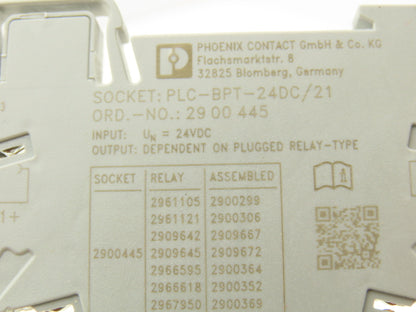 PHOENIX CONTACT GmbH & Co. KG
Flachsmarktstr. 8
32825 Blomberg, Germany
SOCKET: PLC-BPT-24DC/21
ORD.-NO.: 29 00 445
INPUT: UN = 24VDC
OUTPUT: DEPENDENT ON PLUGGED RELAY-TYPE
SOCKET RELAY ASSEMBLED
2961105 2900299
2961121 2900306
2909642 2909667
2900445 2909645 2909672
2966595 2900364
2966618 2900352
2967950 2900369
1+